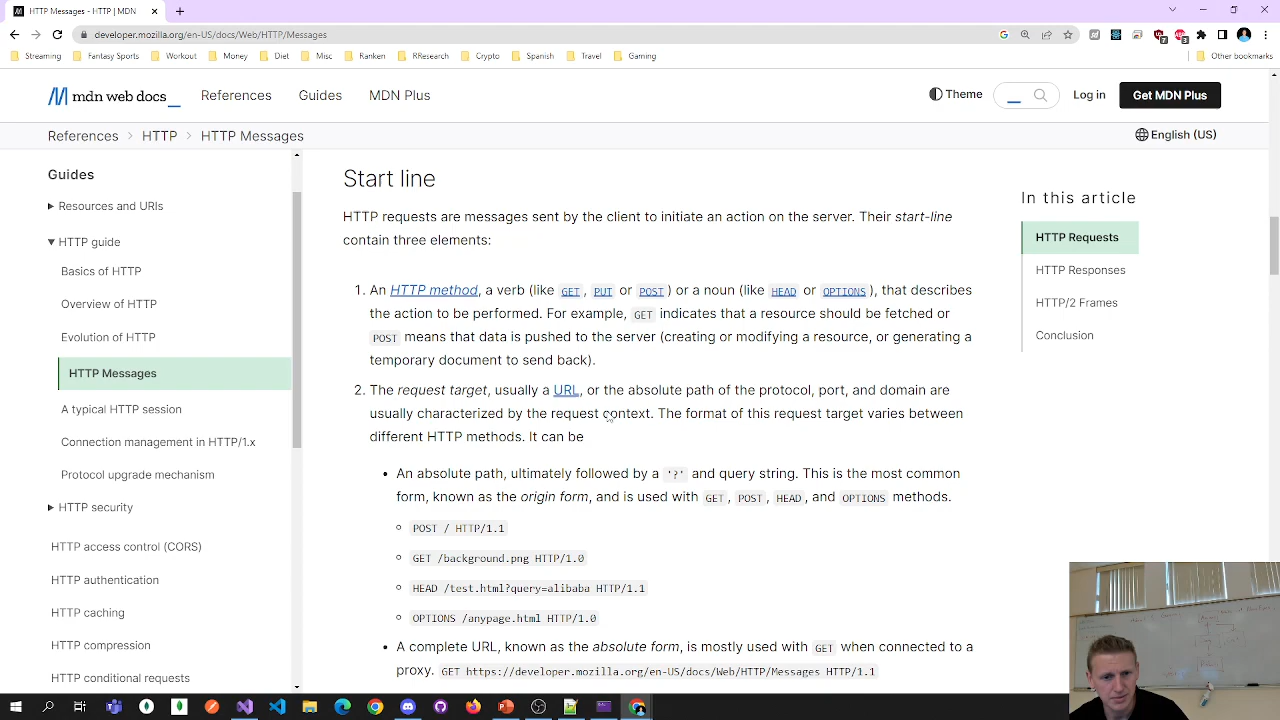 HTTP Messages - HTTP | MDN
developer.mozilla.org/en-US/docs/Web/HTTP/Messages
7
3
Streaming
Fantasy Sports
Workout
Money
Diet
Misc
Ranken
RResearch
Crypto
Spanish
Travel
Gaming
Other bookmarks
mdn web docs
References
Guides
MDN Plus
Theme
Log in
Get MDN Plus
References
HTTP
HTTP Messages
English (US)
Guides
Resources and URIs
HTTP guide
Basics of HTTP
Overview of HTTP
Evolution of HTTP
HTTP Messages
A typical HTTP session
Connection management in HTTP/1.x
Protocol upgrade mechanism
HTTP security
HTTP access control (CORS)
HTTP authentication
HTTP caching
HTTP compression
HTTP conditional requests
Start line
HTTP requests are messages sent by the client to initiate an action on the server. Their start-line
contain three elements:
1. An HTTP method, a verb (like GET, PUT or POST) or a noun (like HEAD or OPTIONS), that describes
the action to be performed. For example, GET indicates that a resource should be fetched or
POST means that data is pushed to the server (creating or modifying a resource, or generating a
temporary document to send back).
2. The request target, usually a URL, or the absolute path of the protocol, port, and domain are
usually characterized by the request context. The format of this request target varies between
different HTTP methods. It can be
• An absolute path, ultimately followed by a '?' and query string. This is the most common
form, known as the origin form, and is used with GET, POST, HEAD, and OPTIONS methods.
POST / HTTP/1.1
GET /background.png HTTP/1.0
HEAD /test.html?query=alibaba HTTP/1.1
OPTIONS /anypage.html HTTP/1.0
• A complete URL, known as the absolute form, is mostly used with GET when connected to a
proxy. GET https://developer.mozilla.org/en-US/docs/Web/HTTP/Messages HTTP/1.1
In this article
HTTP Requests
HTTP Responses
HTTP/2 Frames
Conclusion